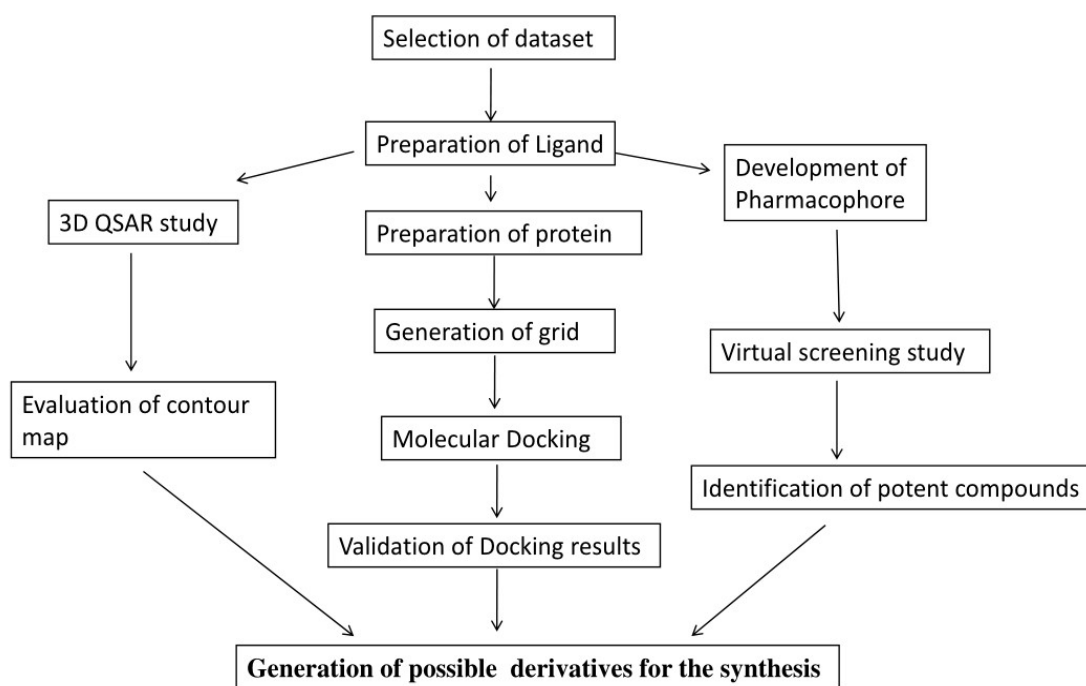 Selection of dataset
Preparation of Ligand
Development of
Pharmacophore
3D QSAR study
Preparation of protein
Generation of grid
Virtual screening study
Evaluation of contour
map
Molecular Docking
Identification of potent compounds
Validation of Docking results
Generation of possible derivatives for the synthesis